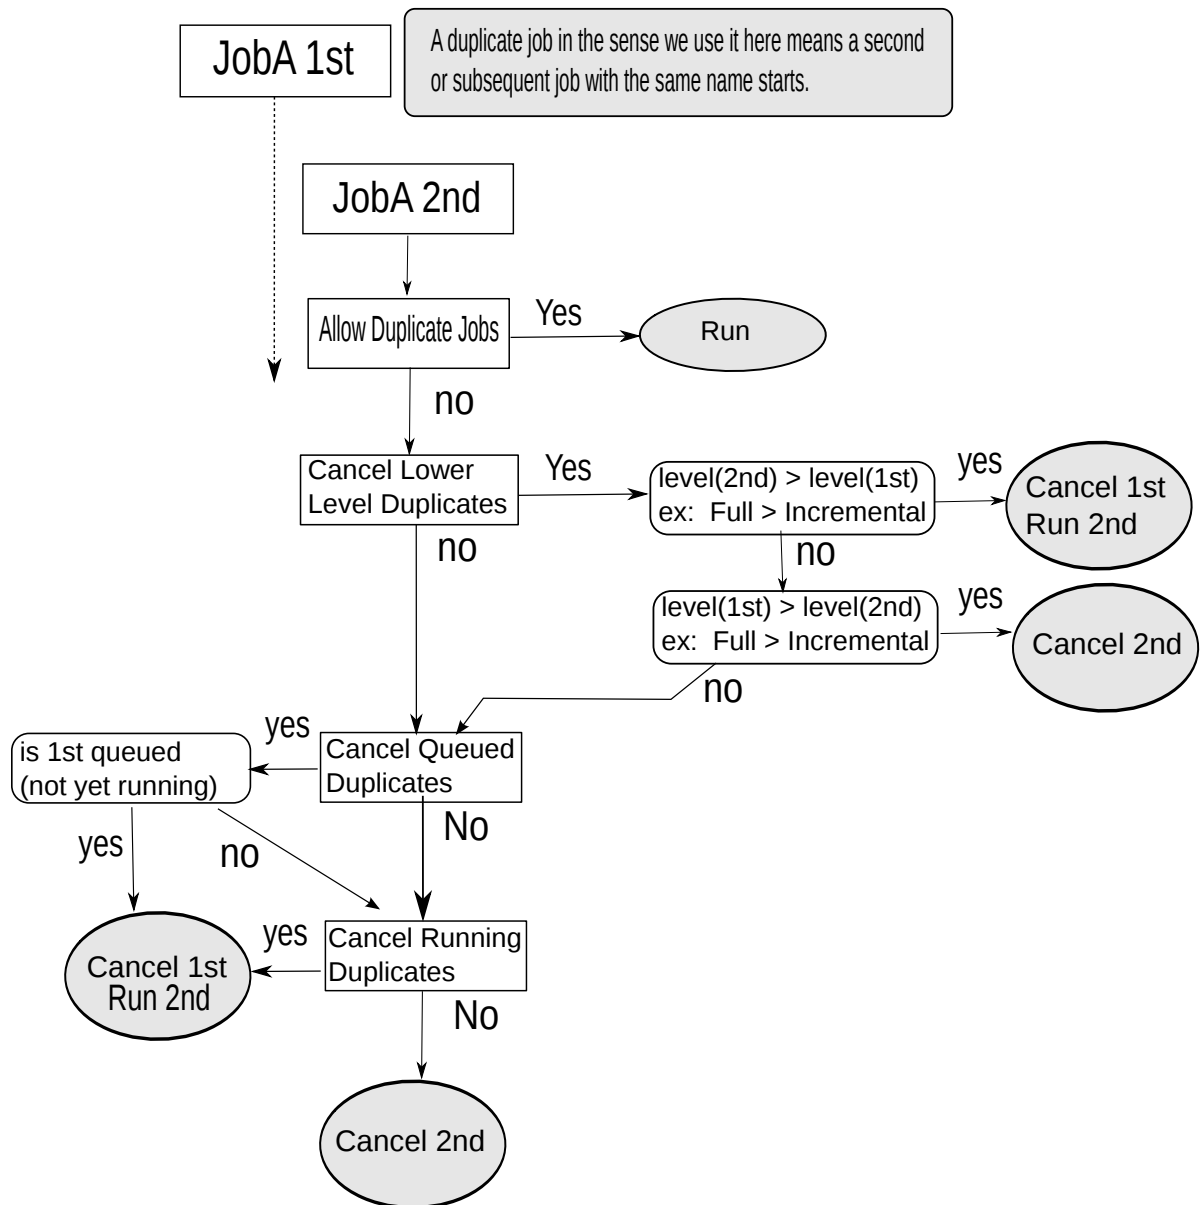 JobA 1st
A duplicate job in the sense we use it here means a second
or subsequent job with the same name starts.
JobA 2nd
Allow Duplicate Jobs
Yes
Run
no
Cancel Lower
Level Duplicates
Yes
level(2nd) > level(1st)
ex:  Full > Incremental
yes
Cancel 1st
Run 2nd
no
no
level(1st) > level(2nd)
ex:  Full > Incremental
yes
Cancel 2nd
no
is 1st queued
(not yet running)
yes
Cancel Queued
Duplicates
yes
no
No
Cancel 1st
Run 2nd
yes
Cancel Running
Duplicates
No
Cancel 2nd